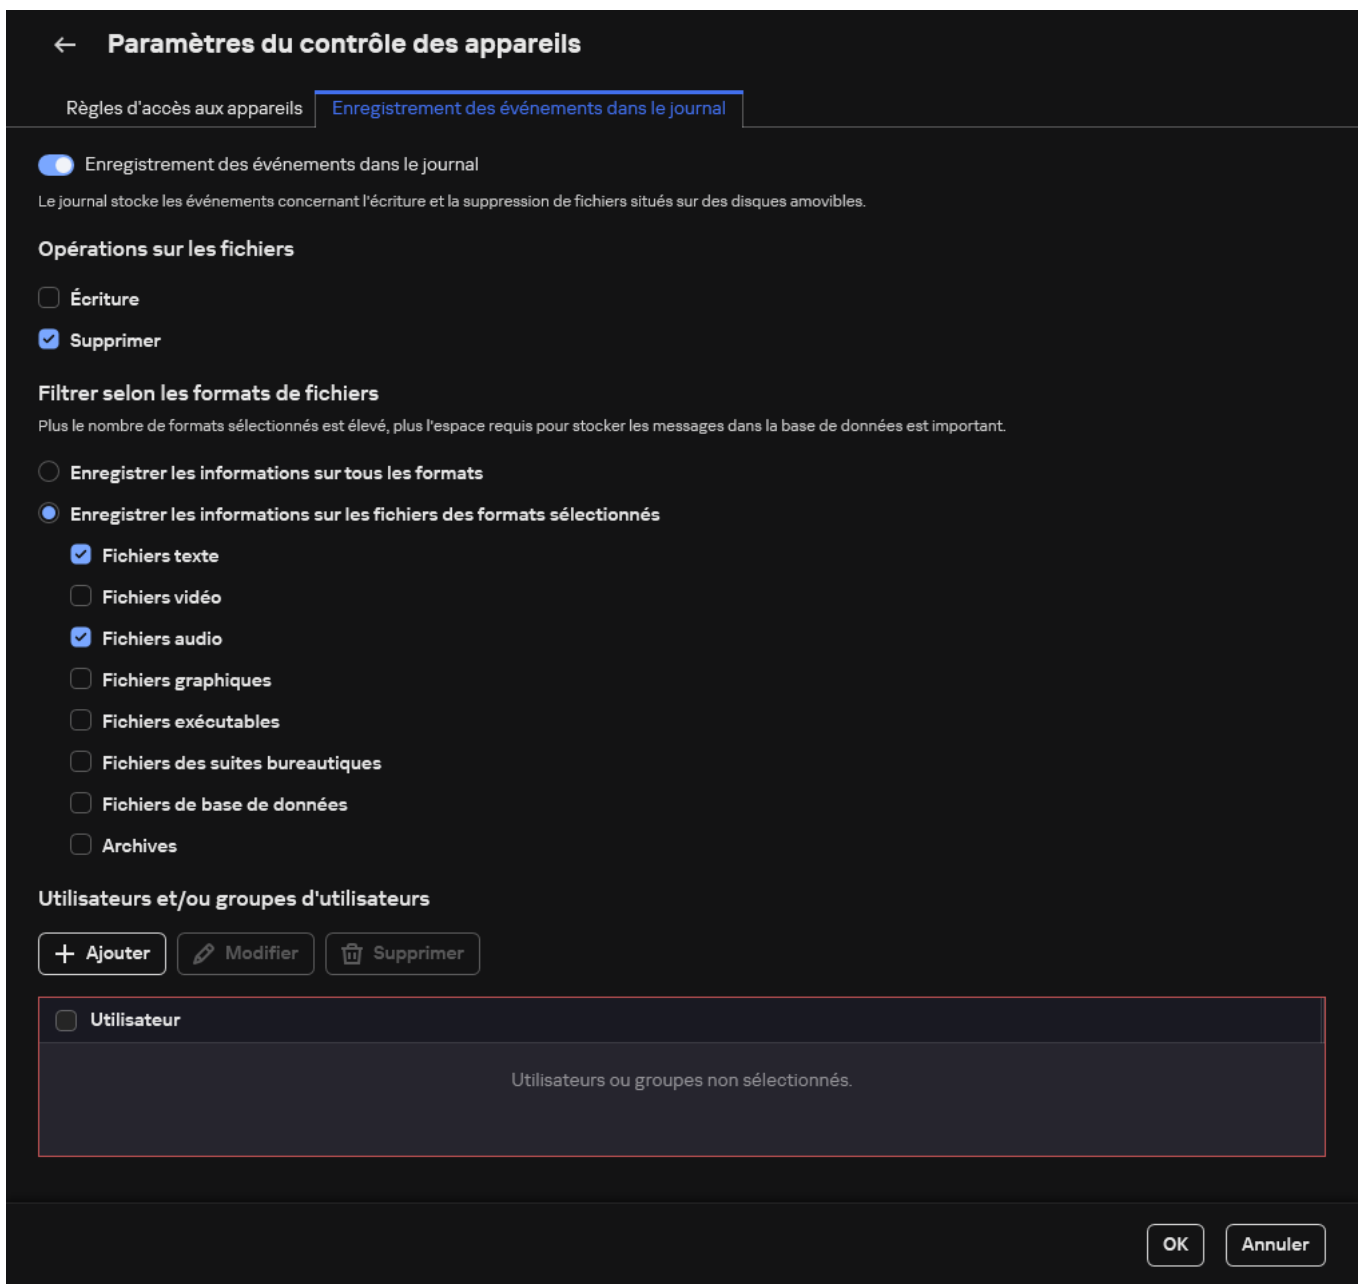 Paramètres du contrôle des appareils
Règles d'accès aux appareils
Enregistrement des événements dans le journal
Enregistrement des événements dans le journal
Le journal stocke les événements concernant l'écriture et la suppression de fichiers situés sur des disques amovibles.
Opérations sur les fichiers
Écriture
Supprimer
Filtrer selon les formats de fichiers
Plus le nombre de formats sélectionnés est élevé, plus l'espace requis pour stocker les messages dans la base de données est important.
Enregistrer les informations sur tous les formats
Enregistrer les informations sur les fichiers des formats sélectionnés
Fichiers texte
Fichiers vidéo
Fichiers audio
Fichiers graphiques
Fichiers exécutables
Fichiers des suites bureautiques
Fichiers de base de données
Archives
Utilisateurs et/ou groupes d'utilisateurs
Ajouter
Modifier
Supprimer
Utilisateur
Utilisateurs ou groupes non sélectionnés.
OK
Annuler